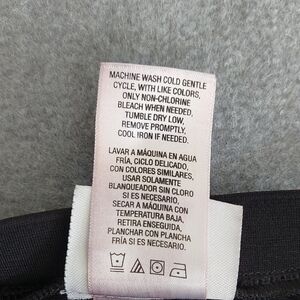 MACHINE WASH COLD GENTLE
CYCLE, WITH LIKE COLORS,
ONLY NON-CHLORINE
BLEACH WHEN NEEDED,
TUMBLE DRY LOW,
REMOVE PROMPTLY,
COOL IRON IF NEEDED.
LAVAR A MÁQUINA EN AGUA
FRÍA, CICLO DELICADO,
CON COLORES SIMILARES,
USAR SOLAMENTE
BLANQUEADOR SIN CLORO
SI ES NECESARIO,
SECAR A MÁQUINA CON
TEMPERATURA BAJA,
RETIRA ENSEGUIDA,
PLANCHAR CON PLANCHA
FRÍA SI ES NECESARIO.